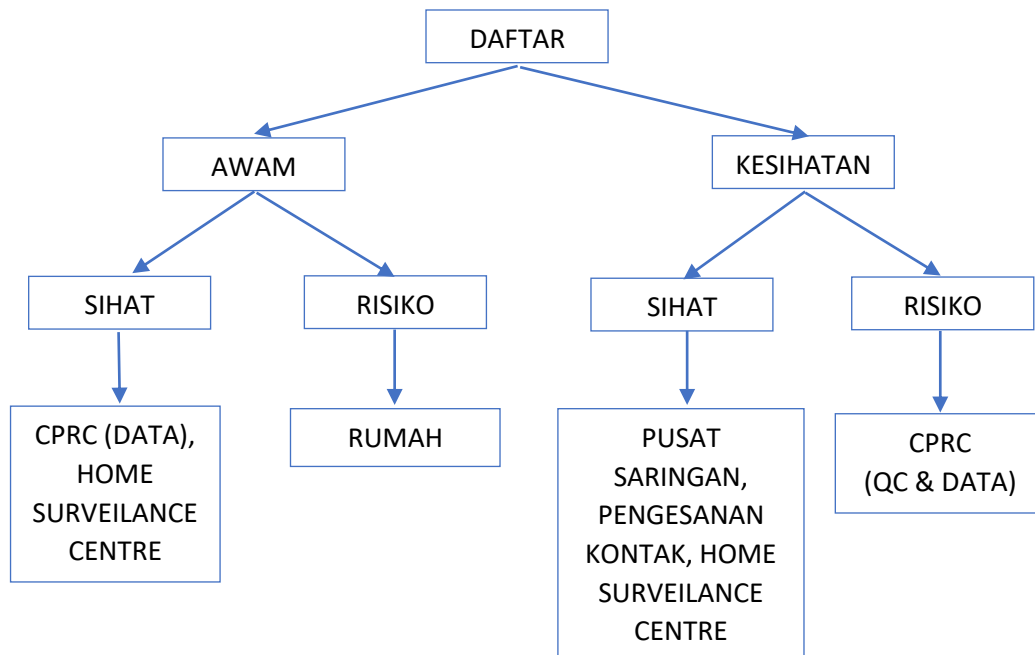 DAFTAR
AWAM
KESIHATAN
SIHAT
RISIKO
SIHAT
RISIKO
CPRC (DATA),
HOME
SURVEILANCE
CENTRE
RUMAH
PUSAT
SARINGAN,
PENGESANAN
KONTAK, HOME
SURVEILANCE
CENTRE
CPRC
(QC & DATA)